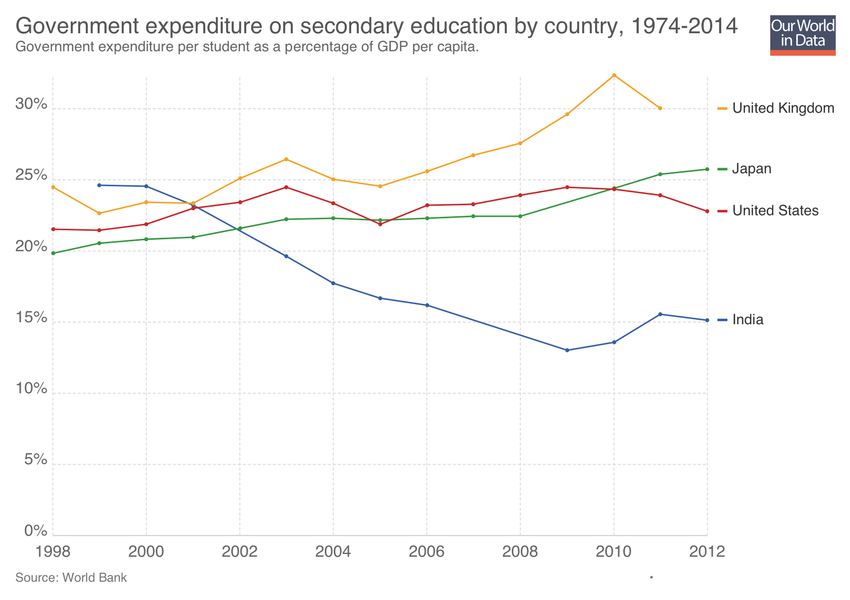 Government expenditure on secondary education by country, 1974-2014
Government expenditure per student as a percentage of GDP per capita.
Our World
in Data
30%
25%
20%
15%
10%
5%
0%
United Kingdom
Japan
United States
India
1998 2000 2002 2004 2006 2008 2010 2012
Source: World Bank